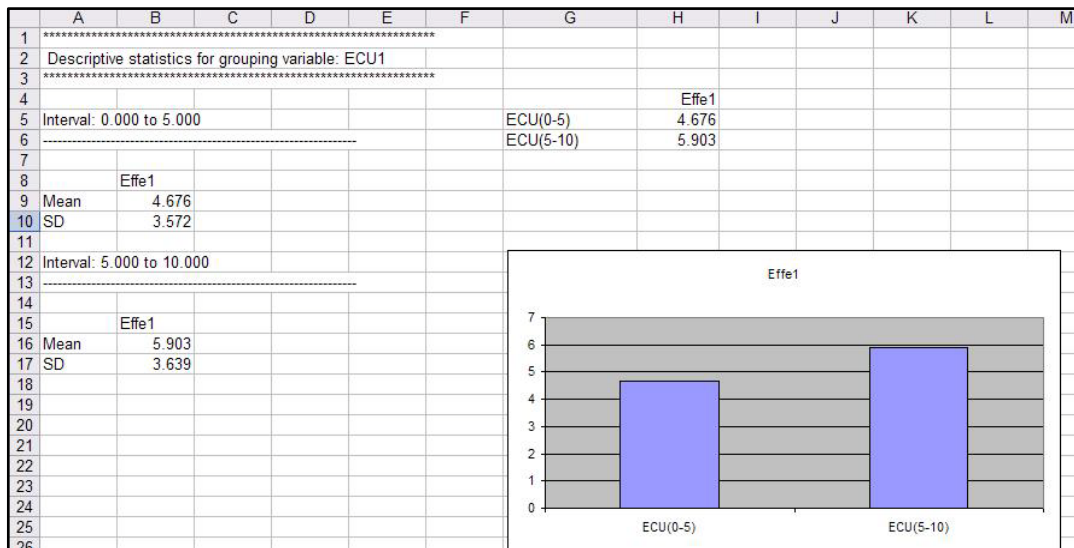 A B C D E F G H I J K L M
1 *****************************************************************
2 Descriptive statistics for grouping variable: ECU1
3 *****************************************************************
4 Effe1
5 Interval: 0.000 to 5.000 ECU(0-5) 4.676
6 ----------------------------------------------------------------- ECU(5-10) 5.903
7
8 Effe1
9 Mean 4.676
10 SD 3.572
11
12 Interval: 5.000 to 10.000
13 -----------------------------------------------------------------
14
15 Effe1
16 Mean 5.903
17 SD 3.639
18
19
20
21
22
23
24
25
26
Effe1
7
6
5
4
3
2
1
0
ECU(0-5) ECU(5-10)